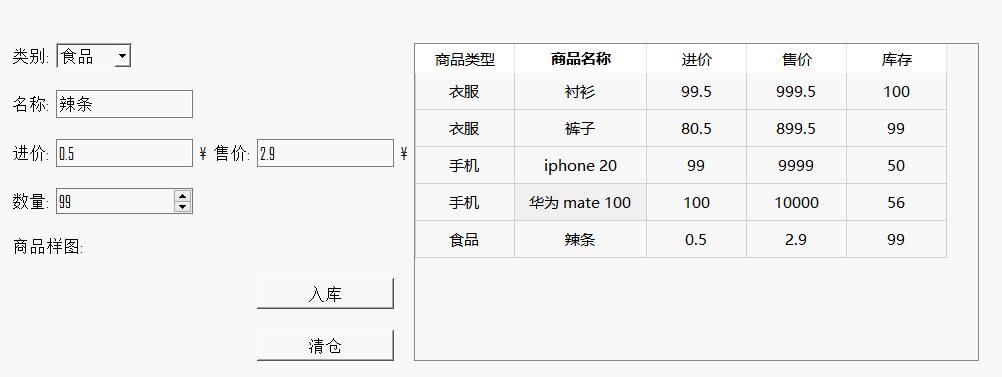 类别: 食品
名称: 辣条
进价: 0.5 ¥ 售价: 2.9 ¥
数量: 99
商品样图:
入库
清仓
商品类型 商品名称 进价 售价 库存
衣服 衬衫 99.5 999.5 100
衣服 裤子 80.5 899.5 99
手机 iphone 20 99 9999 50
手机 华为 mate 100 100 10000 56
食品 辣条 0.5 2.9 99